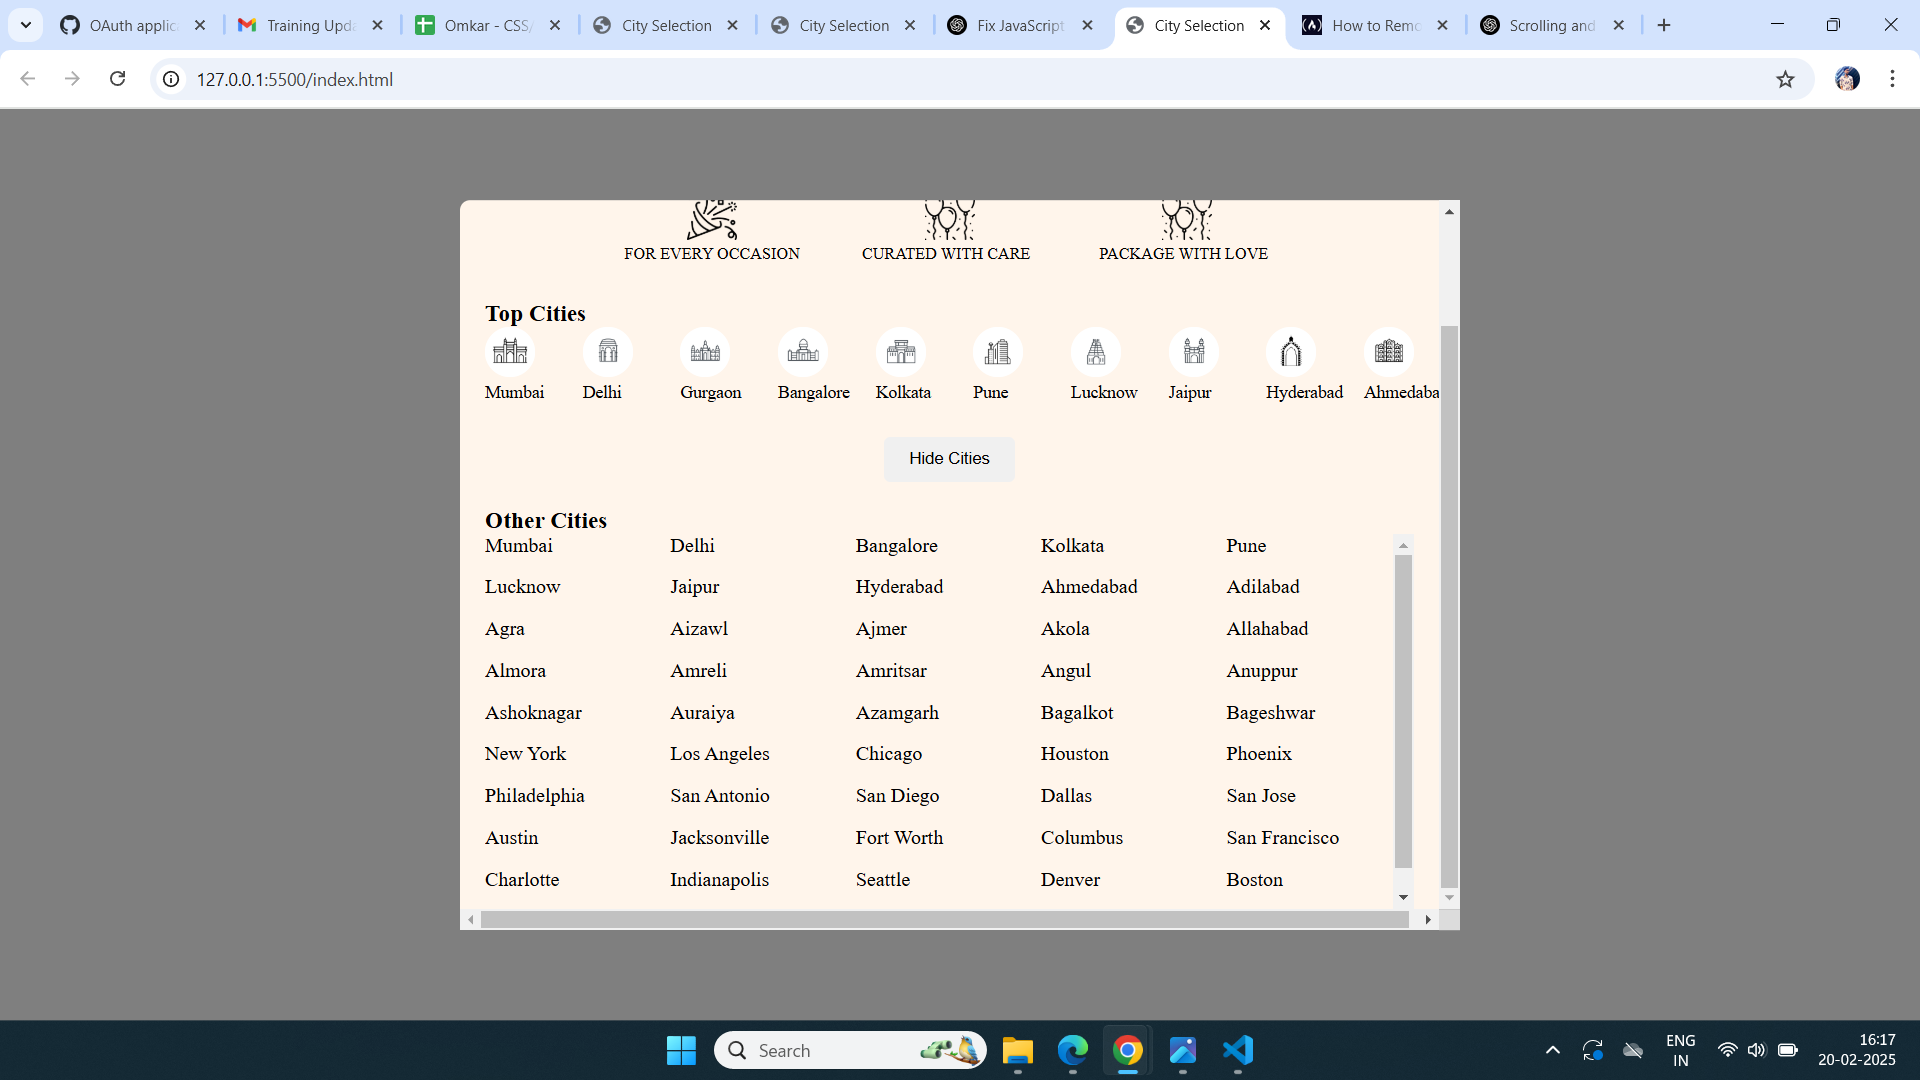 OAuth applic
Training Upda
Omkar - CSS/
City Selection
City Selection
Fix JavaScript
City Selection
How to Remo
Scrolling and
127.0.0.1:5500/index.html
FOR EVERY OCCASION CURATED WITH CARE PACKAGE WITH LOVE
Top Cities
Mumbai Delhi Gurgaon Bangalore Kolkata Pune Lucknow Jaipur Hyderabad Ahmedaba
Hide Cities
Other Cities
Mumbai Delhi Bangalore Kolkata Pune
Lucknow Jaipur Hyderabad Ahmedabad Adilabad
Agra Aizawl Ajmer Akola Allahabad
Almora Amreli Amritsar Angul Anuppur
Ashoknagar Auraiya Azamgarh Bagalkot Bageshwar
New York Los Angeles Chicago Houston Phoenix
Philadelphia San Antonio San Diego Dallas San Jose
Austin Jacksonville Fort Worth Columbus San Francisco
Charlotte Indianapolis Seattle Denver Boston
Search
ENG
IN
16:17
20-02-2025